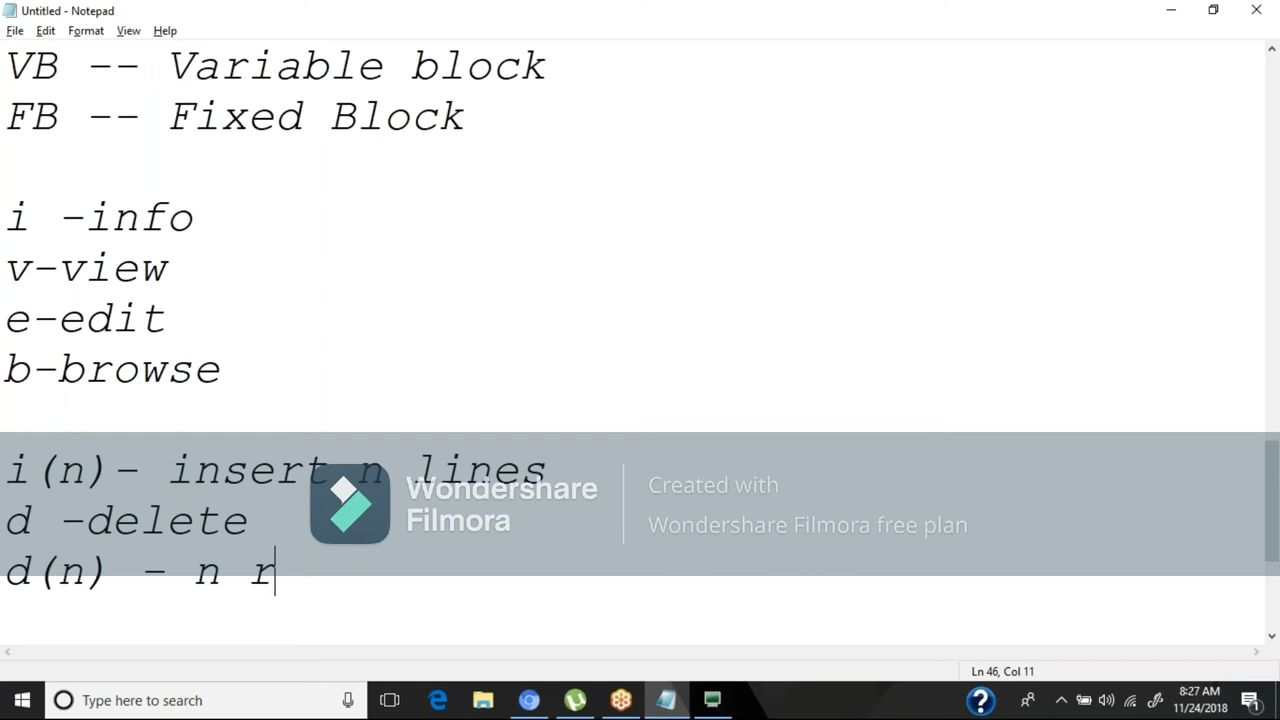 Untitled - Notepad
File Edit Format View Help
VB -- Variable block
FB -- Fixed Block
i -info
v-view
e-edit
b-browse
i(n)- insert n lines
d -delete
d(n) - n r
Wondershare Filmora
Created with
Wondershare Filmora free plan
Ln 46, Col 11
Type here to search
8:27 AM
11/24/2018
1